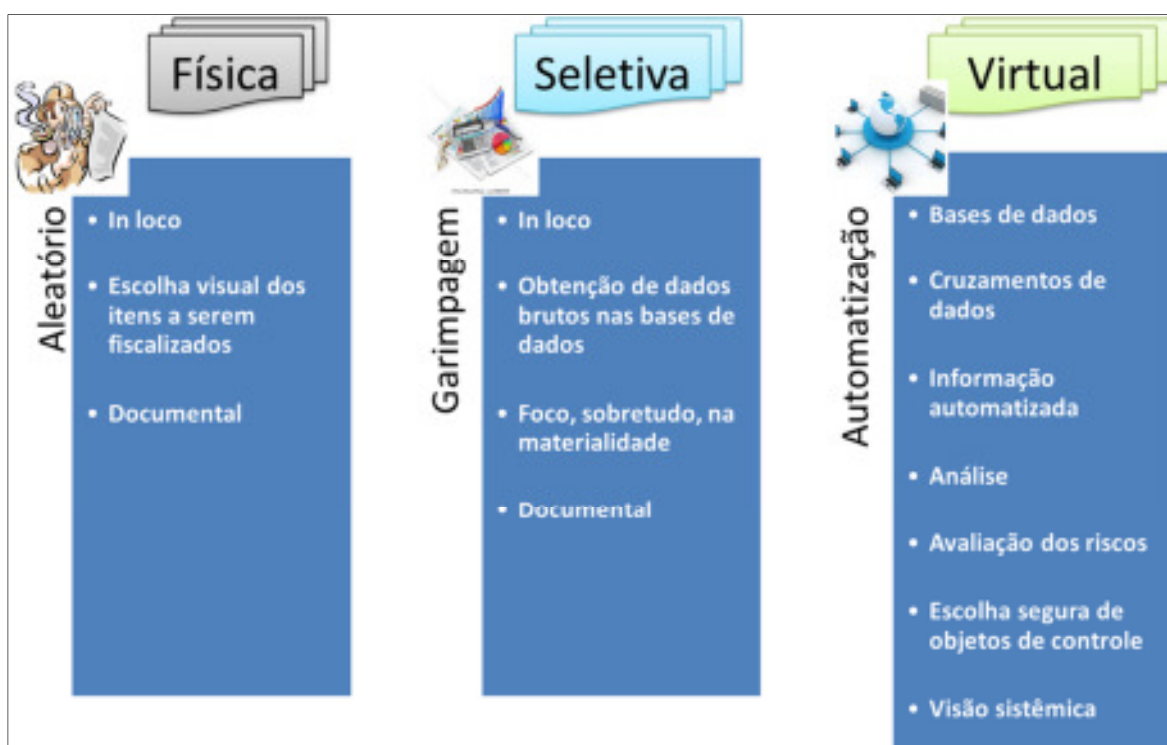 Física
Aleatório
• In loco
• Escolha visual dos
itens a serem
fiscalizados
• Documental
Seletiva
Garimpagem
• In loco
• Obtenção de dados
brutos nas bases de
dados
• Foco, sobretudo, na
materialidade
• Documental
Virtual
Automatização
• Bases de dados
• Cruzamentos de
dados
• Informação
automatizada
• Análise
• Avaliação dos riscos
• Escolha segura de
objetos de controle
• Visão sistêmica